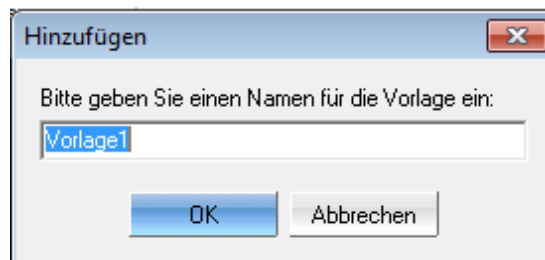 Hinzufügen
Bitte geben Sie einen Namen für die Vorlage ein:
Vorlage1
OK Abbrechen